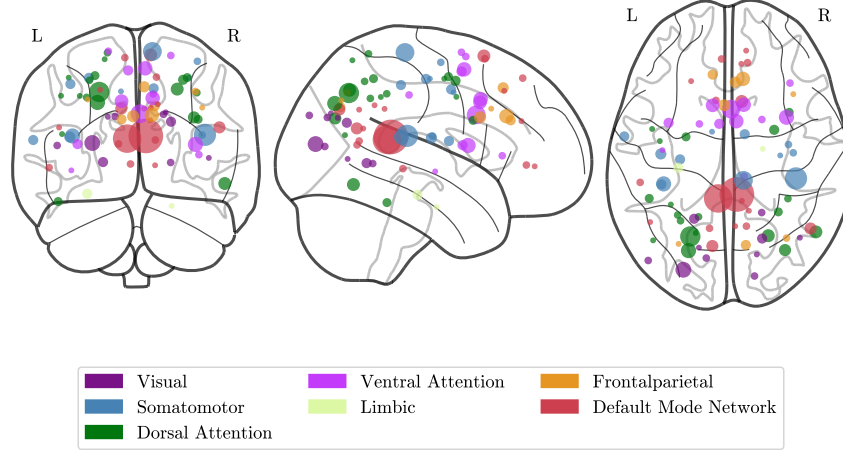 L R L R
Visual Ventral Attention Frontalparietal
Somatomotor Limbic Default Mode Network
Dorsal Attention